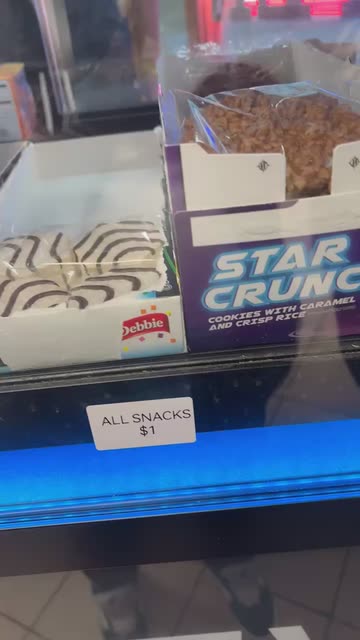 STAR
CRUNC
COOKIES WITH CARAMEL
AND CRISP RICE
Debbie
ALL SNACKS
$1